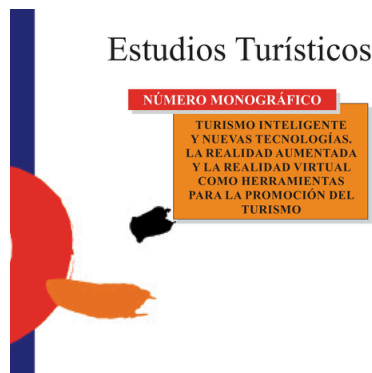 Estudios Turísticos
NÚMERO MONOGRÁFICO
TURISMO INTELIGENTE
Y NUEVAS TECNOLOGÍAS.
LA REALIDAD AUMENTADA
Y LA REALIDAD VIRTUAL
COMO HERRAMIENTAS
PARA LA PROMOCIÓN DEL
TURISMO